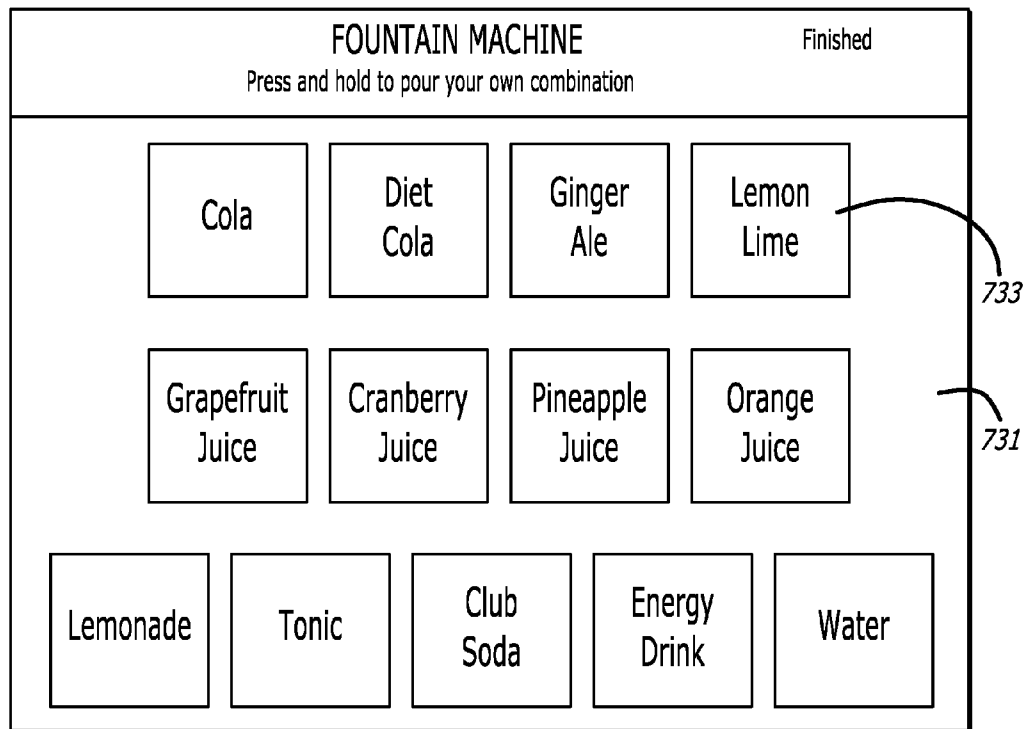 FOUNTAIN MACHINE
Finished
Press and hold to pour your own combination
Cola
Diet
Cola
Ginger
Ale
Lemon
Lime
733
Grapefruit
Juice
Cranberry
Juice
Pineapple
Juice
Orange
Juice
731
Lemonade
Tonic
Club
Soda
Energy
Drink
Water